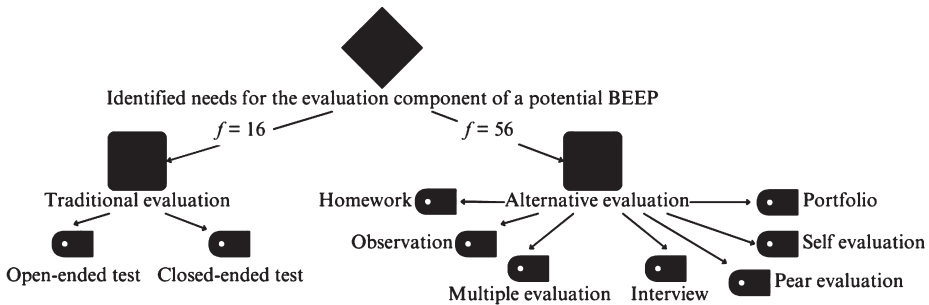 Identified needs for the evaluation component of a potential BEEP
f = 16
f = 56
Traditional evaluation
Open-ended test
Closed-ended test
Alternative evaluation
Homework
Observation
Multiple evaluation
Interview
Pear evaluation
Self evaluation
Portfolio